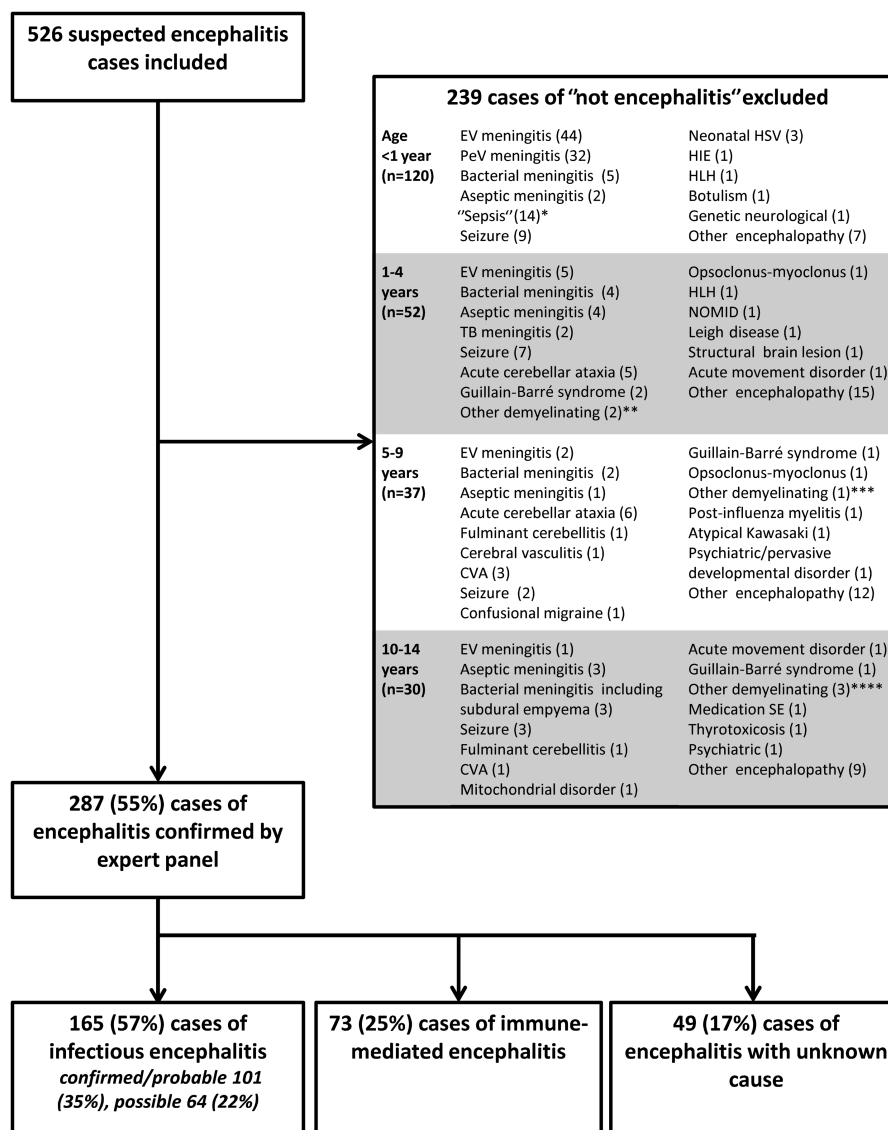 526 suspected encephalitis
cases included
239 cases of “not encephalitis” excluded
Age
<1 year
(n=120)
EV meningitis (44)
PeV meningitis (32)
Bacterial meningitis (5)
Aseptic meningitis (2)
“Sepsis” (14)*
Seizure (9)
Neonatal HSV (3)
HIE (1)
HLH (1)
Botulism (1)
Genetic neurological (1)
Other encephalopathy (7)
1-4
years
(n=52)
EV meningitis (5)
Bacterial meningitis (4)
Aseptic meningitis (4)
TB meningitis (2)
Seizure (7)
Acute cerebellar ataxia (5)
Guillain-Barré syndrome (2)
Other demyelinating (2)**
Opsoclonus-myoclonus (1)
HLH (1)
NOMID (1)
Leigh disease (1)
Structural brain lesion (1)
Acute movement disorder (1)
Other encephalopathy (15)
5-9
years
(n=37)
EV meningitis (2)
Bacterial meningitis (2)
Aseptic meningitis (1)
Acute cerebellar ataxia (6)
Fulminant cerebellitis (1)
Cerebral vasculitis (1)
CVA (3)
Seizure (2)
Confusional migraine (1)
Guillain-Barré syndrome (1)
Opsoclonus-myoclonus (1)
Other demyelinating (1)***
Post-influenza myelitis (1)
Atypical Kawasaki (1)
Psychiatric/pervasive
developmental disorder (1)
Other encephalopathy (12)
10-14
years
(n=30)
EV meningitis (1)
Aseptic meningitis (3)
Bacterial meningitis including
subdural empyema (3)
Seizure (3)
Fulminant cerebellitis (1)
CVA (1)
Mitochondrial disorder (1)
Acute movement disorder (1)
Guillain-Barré syndrome (1)
Other demyelinating (3)****
Medication SE (1)
Thyrotoxicosis (1)
Psychiatric (1)
Other encephalopathy (9)
287 (55%) cases of
encephalitis confirmed by
expert panel
165 (57%) cases of
infectious encephalitis
confirmed/probable 101
(35%), possible 64 (22%)
73 (25%) cases of immune-
mediated encephalitis
49 (17%) cases of
encephalitis with unknown
cause